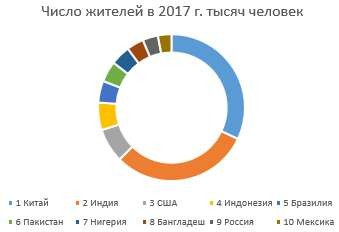 Число жителей в 2017 г. тысяч человек
1 Китай 2 Индия 3 США 4 Индонезия 5 Бразилия
6 Пакистан 7 Нигерия 8 Бангладеш 9 Россия 10 Мексика